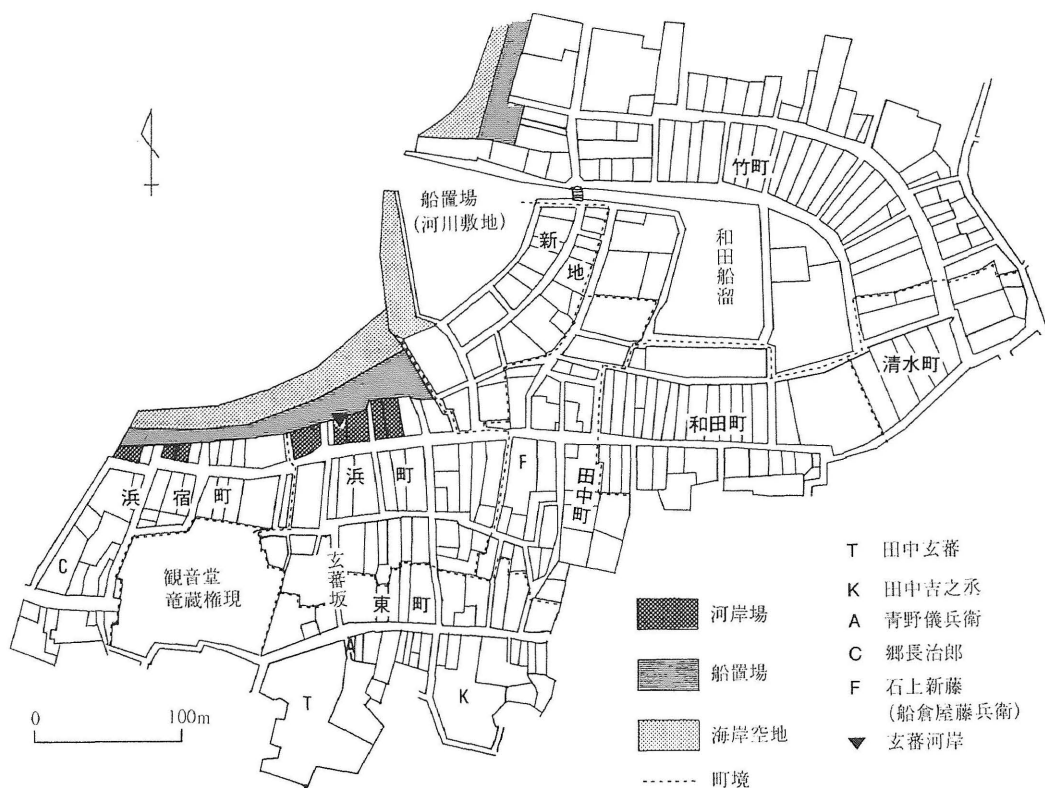 竹町
船置場
(河川敷地)
新
地
和田船溜
清水町
和田町
浜町
F
田中町
浜宿町
C
観音堂
竜蔵権現
玄蕃坂
東町
A
T
K
0 100m
河岸場
船置場
海岸空地
町境
T 田中玄蕃
K 田中吉之丞
A 青野儀兵衛
C 郷長治郎
F 石上新藤
(船倉屋藤兵衛)
玄蕃河岸